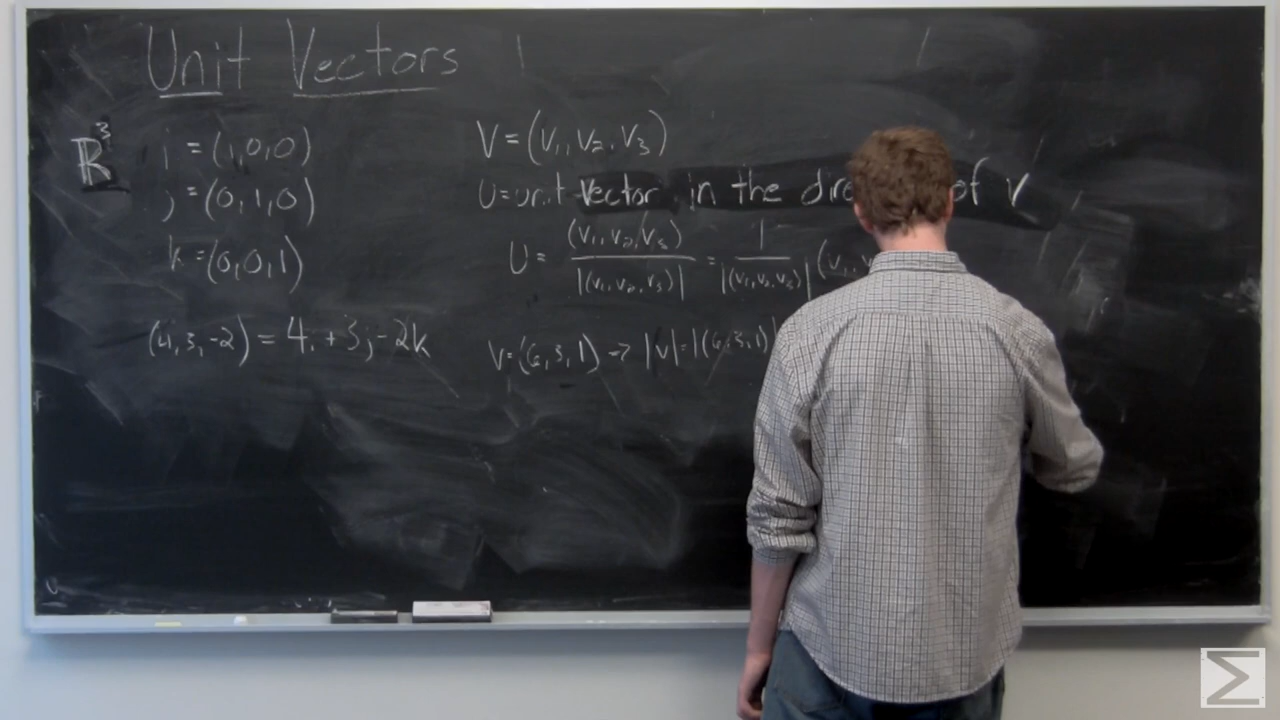 Unit Vectors
ℝ³
i = (1,0,0)
j = (0,1,0)
k = (0,0,1)
(4,3,-2) = 4i + 3j - 2k
V = (V₁, V₂, V₃)
U = unit vector in the of V
U = (V₁, V₂, V₃) / |(V₁, V₂, V₃)| = 1 / |(V₁, V₂, V₃)| (V₁,
V = (6,3,1) → |V| = |(6,3,1)|
Σ